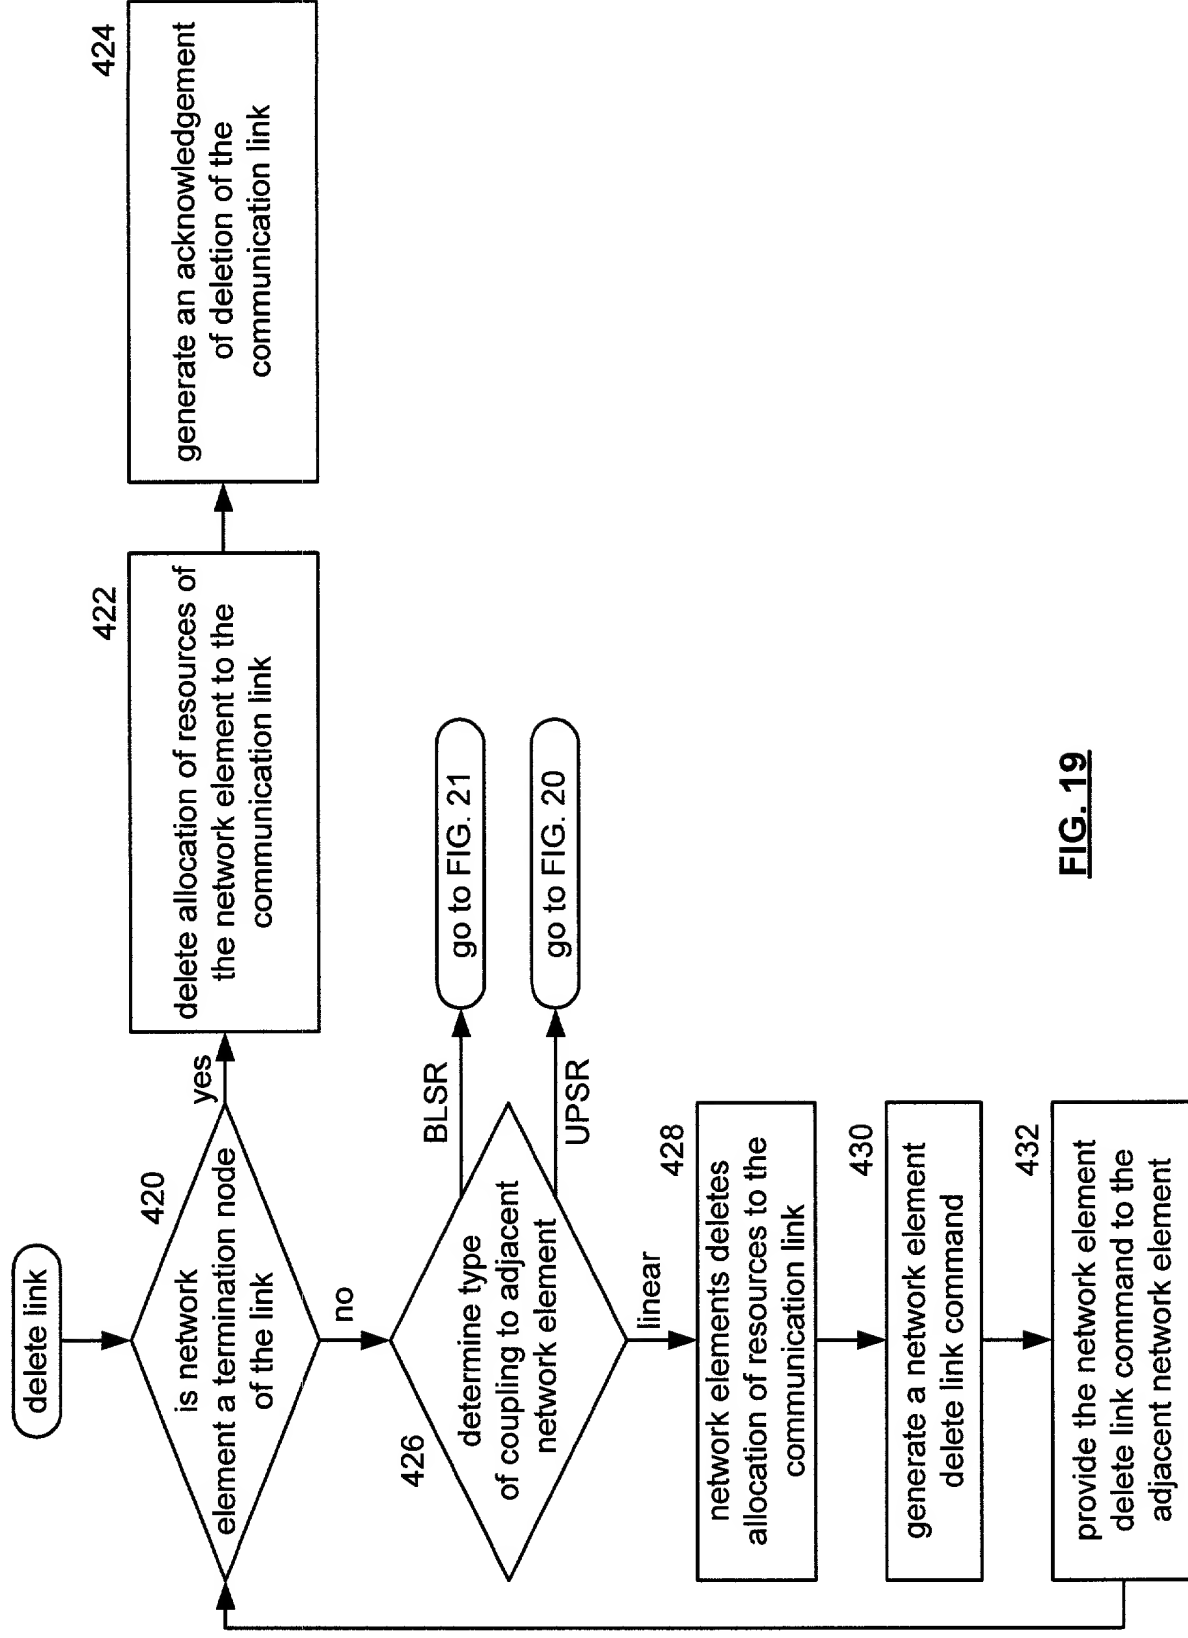 delete link
420
is network
element a termination node
of the link
yes
no
422
delete allocation of resources of
the network element to the
communication link
424
generate an acknowledgement
of deletion of the
communication link
426
determine type
of coupling to adjacent
network element
BLSR
go to FIG. 21
UPSR
go to FIG. 20
linear
428
network elements deletes
allocation of resources to the
communication link
430
generate a network element
delete link command
432
provide the network element
delete link command to the
adjacent network element
FIG. 19